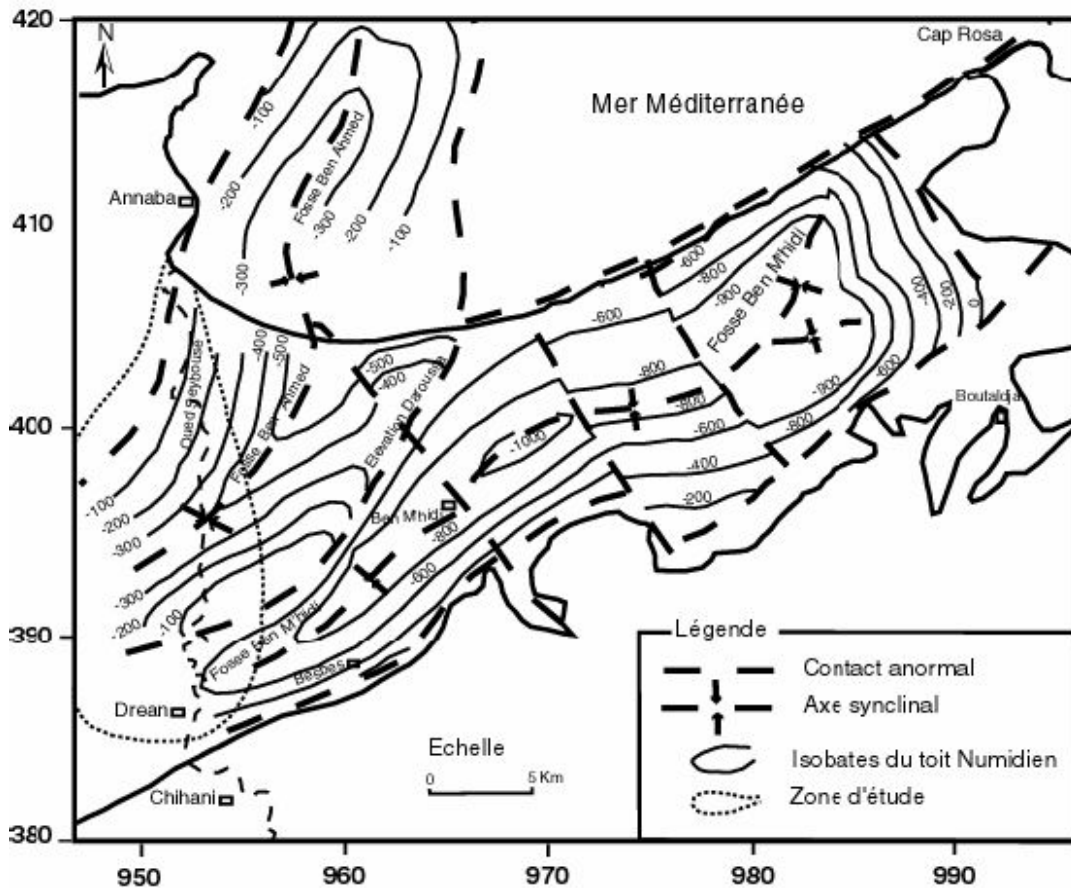 420
410
400
390
380
950
960
970
980
990
N
Cap Rosa
Mer Méditerranée
Annaba
-100
-200
-300
Fosse Ben Ahmed
-300
-200
-100
-600
-800
-900
Fosse Ben M'hidi
-400
-200
0
-600
-800
-900
Boutaldja
Oued Seybouse
-400
-500
Fosse Ben Ahmed
-500
-400
Elevation Daroussa
-600
-800
-800
-600
-400
-200
-1000
Ben M'hidi
-800
-600
-100
-200
-300
-300
-200
-100
Fosse Ben M'hidi
Besbes
Drean
Chihani
Echelle
0
5 Km
Légende
Contact anormal
Axe synclinal
Isobates du toit Numidien
Zone d'étude